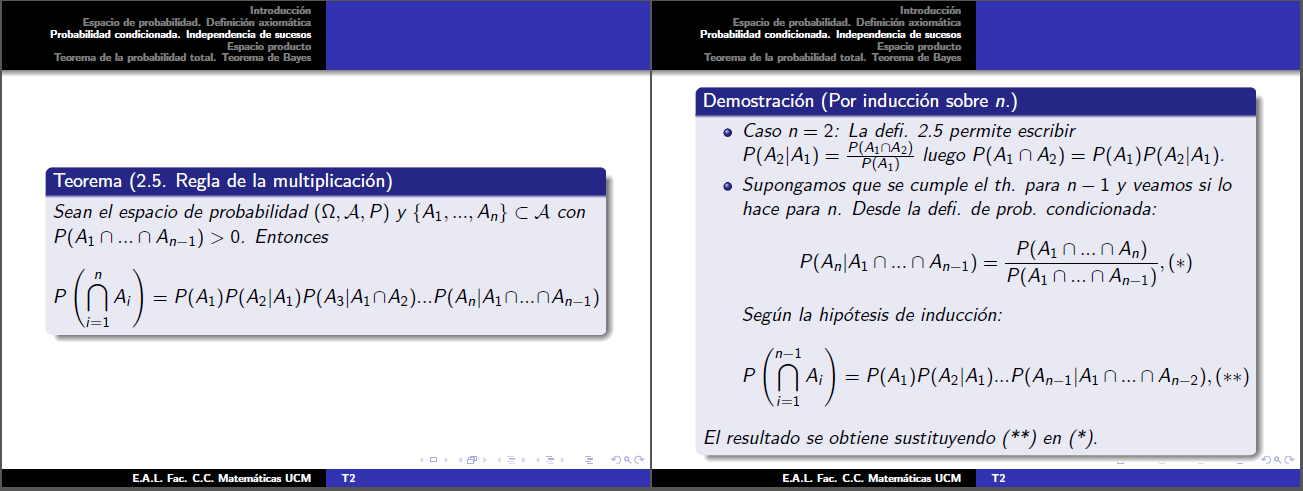 Introducción
Espacio de probabilidad. Definición axiomática
Probabilidad condicionada. Independencia de sucesos
Espacio producto
Teorema de la probabilidad total. Teorema de Bayes
Teorema (2.5. Regla de la multiplicación)
Sean el espacio de probabilidad (Ω, 𝒜, P) y {A₁, ..., Aₙ} ⊂ 𝒜 con
P(A₁ ∩ ... ∩ Aₙ₋₁) > 0. Entonces
P(⋂ᵢ₌₁ⁿ Aᵢ) = P(A₁)P(A₂|A₁)P(A₃|A₁∩A₂)...P(Aₙ|A₁∩...∩Aₙ₋₁)
E.A.L. Fac. C.C. Matemáticas UCM T2
Introducción
Espacio de probabilidad. Definición axiomática
Probabilidad condicionada. Independencia de sucesos
Espacio producto
Teorema de la probabilidad total. Teorema de Bayes
Demostración (Por inducción sobre n.)
Caso n = 2: La defi. 2.5 permite escribir
P(A₂|A₁) = P(A₁∩A₂)/P(A₁) luego P(A₁ ∩ A₂) = P(A₁)P(A₂|A₁).
Supongamos que se cumple el th. para n − 1 y veamos si lo
hace para n. Desde la defi. de prob. condicionada:
P(Aₙ|A₁ ∩ ... ∩ Aₙ₋₁) = P(A₁ ∩ ... ∩ Aₙ)/P(A₁ ∩ ... ∩ Aₙ₋₁), (∗)
Según la hipótesis de inducción:
P(⋂ᵢ₌₁ⁿ⁻¹ Aᵢ) = P(A₁)P(A₂|A₁)...P(Aₙ₋₁|A₁ ∩ ... ∩ Aₙ₋₂), (∗∗)
El resultado se obtiene sustituyendo (**) en (*).
E.A.L. Fac. C.C. Matemáticas UCM T2